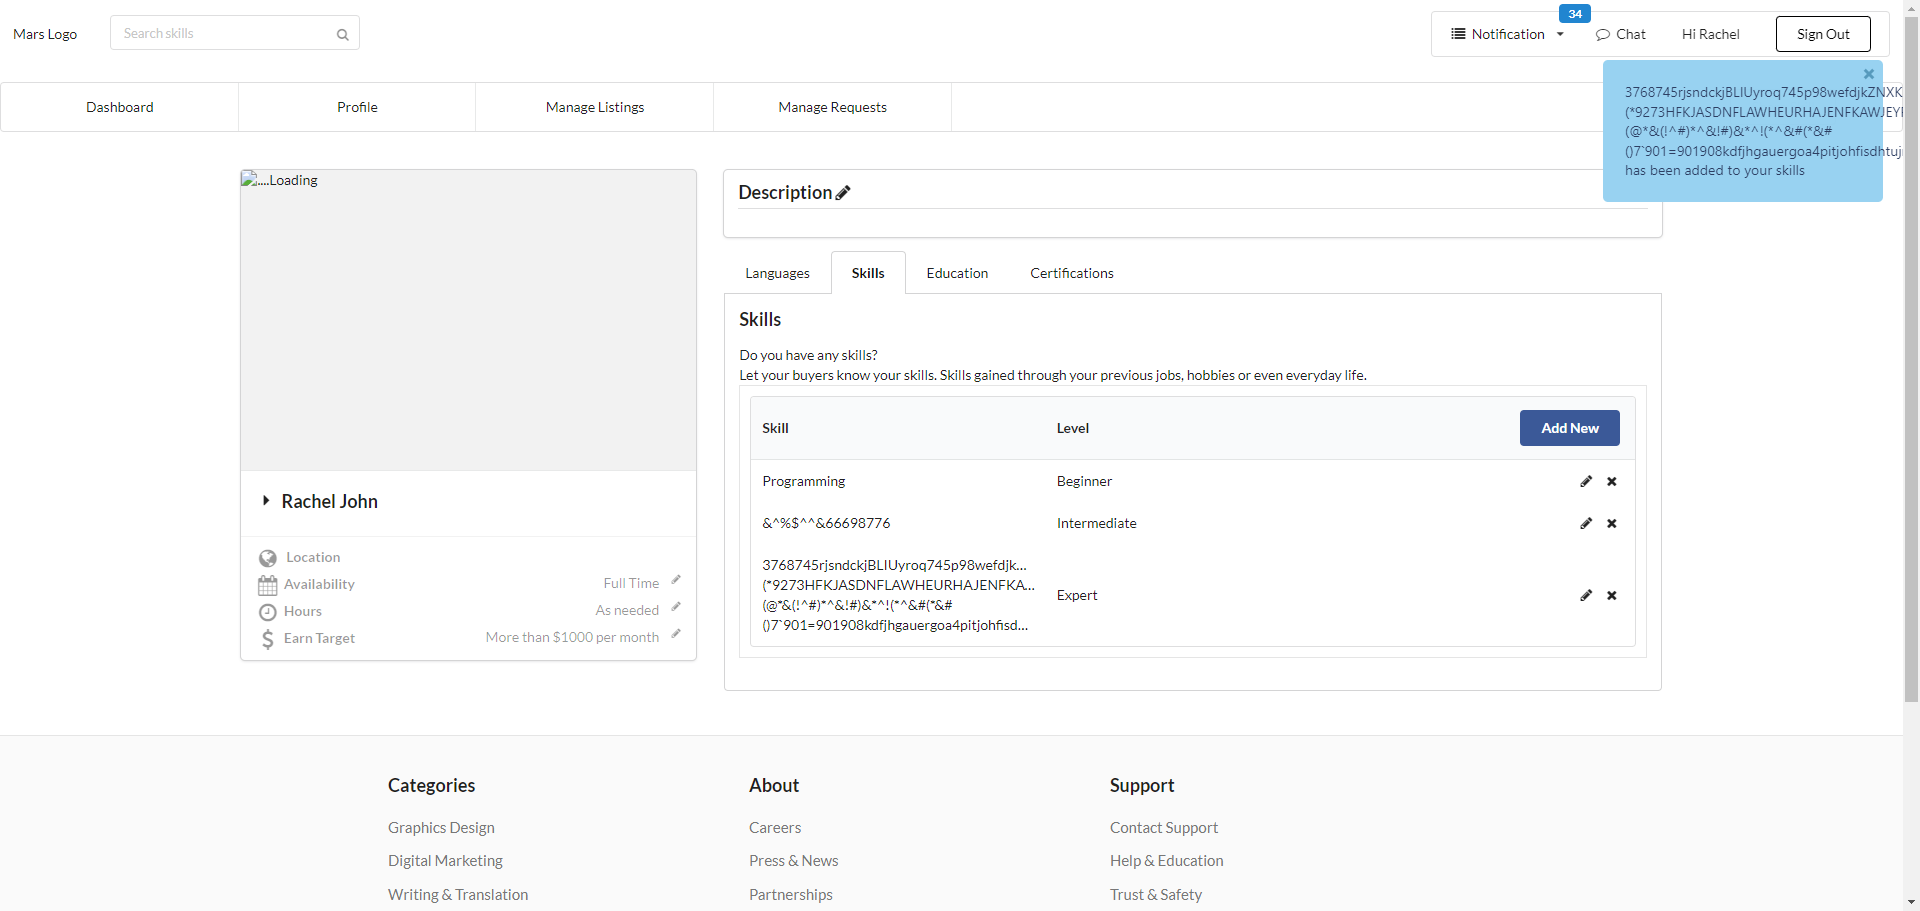 Mars Logo
Search skills
34
Notification
Chat
Hi Rachel
Sign Out
Dashboard
Profile
Manage Listings
Manage Requests
3768745rjsndckjBLIUyroq745p98wefdjkZNXK
(*9273HFKJASDNFLAWHEURHAJENFKAWJEY
(@*&(!^#)*^&!#)&*^!(*^&#(*&#
()7`901=901908kdfjhgauergoa4pitjohfisdhtuj
has been added to your skills
....Loading
Description
Languages
Skills
Education
Certifications
Skills
Do you have any skills?
Let your buyers know your skills. Skills gained through your previous jobs, hobbies or even everyday life.
Skill
Level
Add New
Programming
Beginner
&^%$^^&66698776
Intermediate
3768745rjsndckjBLIUyroq745p98wefdjk...
(*9273HFKJASDNFLAWHEURHAJENFKA...
(@*&(!^#)*^&!#)&*^!(*^&#(*&#
()7`901=901908kdfjhgauergoa4pitjohfisd...
Expert
Rachel John
Location
Availability
Full Time
Hours
As needed
Earn Target
More than $1000 per month
Categories
About
Support
Graphics Design
Careers
Contact Support
Digital Marketing
Press & News
Help & Education
Writing & Translation
Partnerships
Trust & Safety